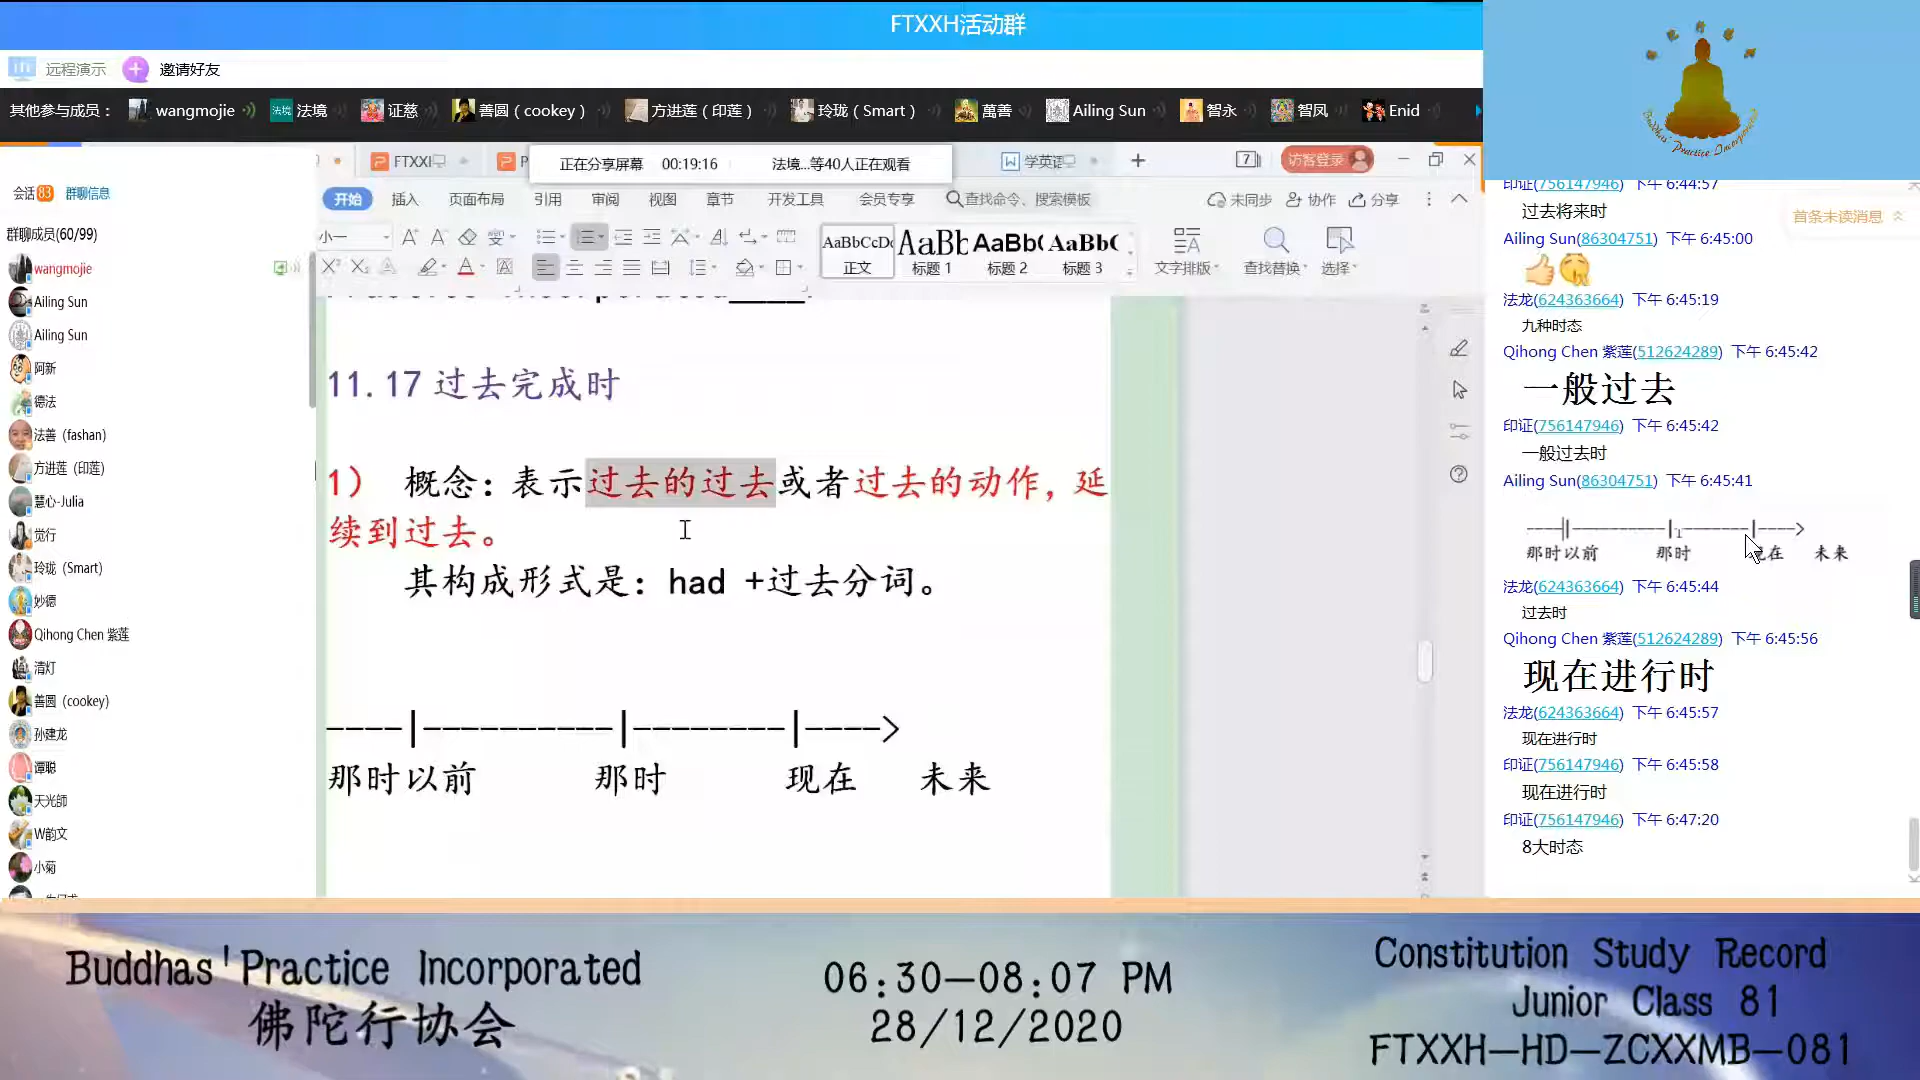 FTXXH活动群
远程演示
邀请好友
其他参与成员：
wangmojie
法境
证慈
善圆（cookey）
方进莲（印莲）
玲珑（Smart）
萬善
Ailing Sun
智永
智凤
Enid
会话83 群聊信息
群聊成员(60/99)
wangmojie
Ailing Sun
Ailing Sun
阿新
德法
法善（fashan）
方进莲（印莲）
慧心-Julia
觉行
玲珑（Smart）
妙德
Qihong Chen 紫莲
清灯
善圆（cookey）
孙建龙
谭聪
天光師
W韵文
小菊
正在分享屏幕 00:19:16 法境...等40人正在观看
访客登录
开始 插入 页面布局 引用 审阅 视图 章节 开发工具 会员专享 查找命令、搜索模板
未同步 协作 分享
小一
AaBbCcDd 正文
AaBb 标题 1
AaBb( 标题 2
AaBb( 标题 3
文字排版 查找替换 选择
11.17 过去完成时
1） 概念：表示过去的过去或者过去的动作，延
续到过去。
其构成形式是：had +过去分词。
----|----------|--------|---->
那时以前 那时 现在 未来
首条未读消息
印证(756147946) 下午 6:44:57
过去将来时
Ailing Sun(86304751) 下午 6:45:00
法龙(624363664) 下午 6:45:19
九种时态
Qihong Chen 紫莲(512624289) 下午 6:45:42
一般过去
印证(756147946) 下午 6:45:42
一般过去时
Ailing Sun(86304751) 下午 6:45:41
那时以前 那时 现在 未来
法龙(624363664) 下午 6:45:44
过去时
Qihong Chen 紫莲(512624289) 下午 6:45:56
现在进行时
法龙(624363664) 下午 6:45:57
现在进行时
印证(756147946) 下午 6:45:58
现在进行时
印证(756147946) 下午 6:47:20
8大时态
Buddhas'Practice Incorporated
佛陀行协会
06:30—08:07 PM
28/12/2020
Constitution Study Record
Junior Class 81
FTXXH—HD—ZCXXMB—081